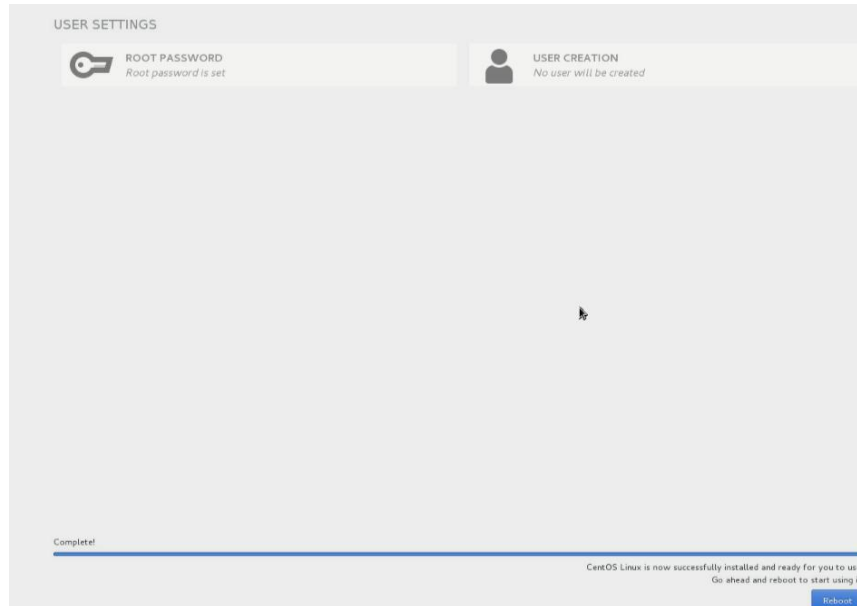 USER SETTINGS
ROOT PASSWORD
Root password is set
USER CREATION
No user will be created
Complete!
CentOS Linux is now successfully installed and ready for you to us
Go ahead and reboot to start using i
Reboot